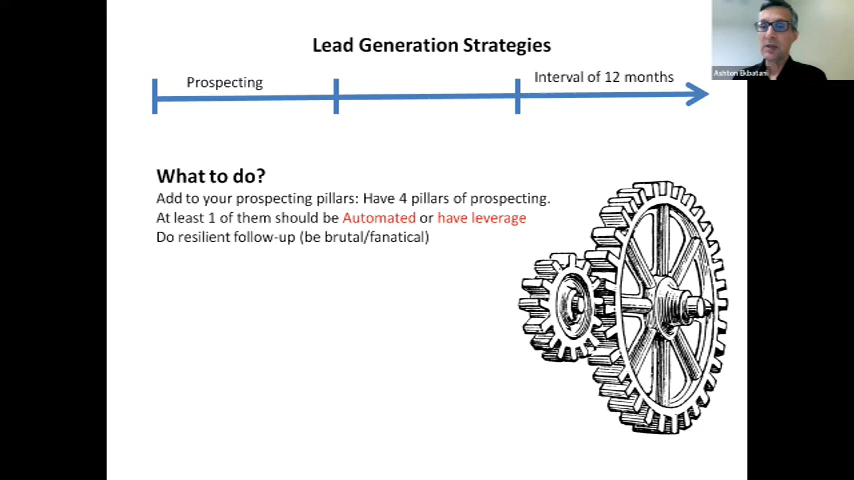 Lead Generation Strategies
Prospecting
Interval of 12 months
Ashton Ekbatani
What to do?
Add to your prospecting pillars: Have 4 pillars of prospecting.
At least 1 of them should be Automated or have leverage
Do resilient follow-up (be brutal/fanatical)